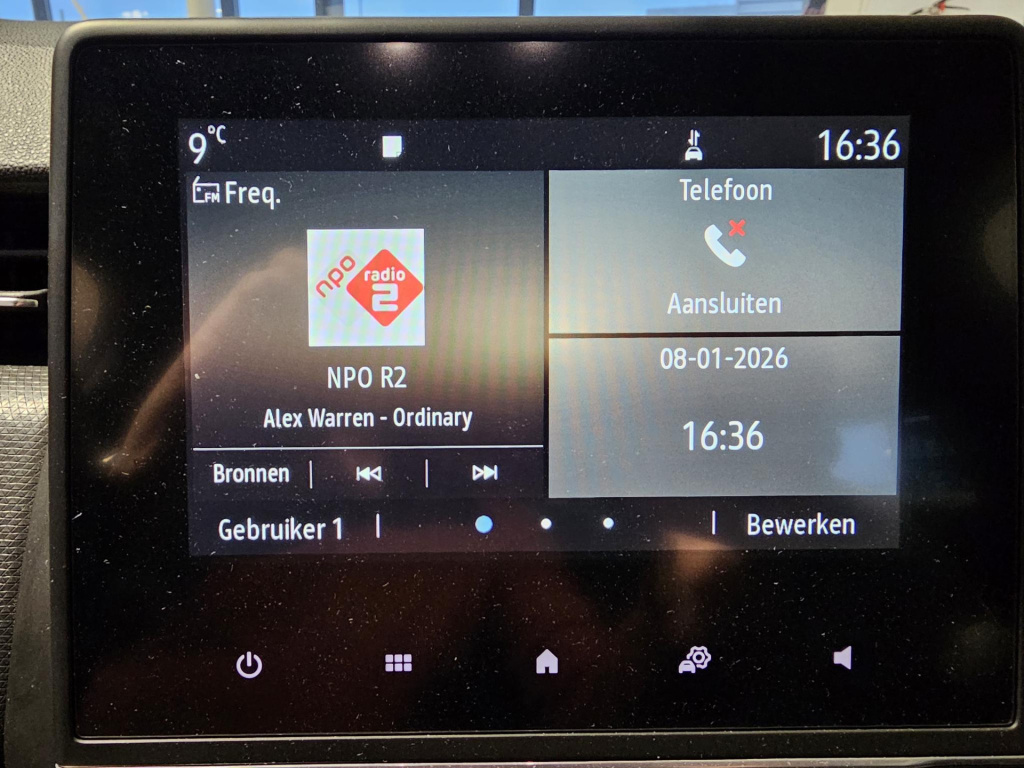 9°C
16:36
FM Freq.
npo radio 2
NPO R2
Alex Warren - Ordinary
Bronnen
Telefoon
Aansluiten
08-01-2026
16:36
Gebruiker 1
Bewerken